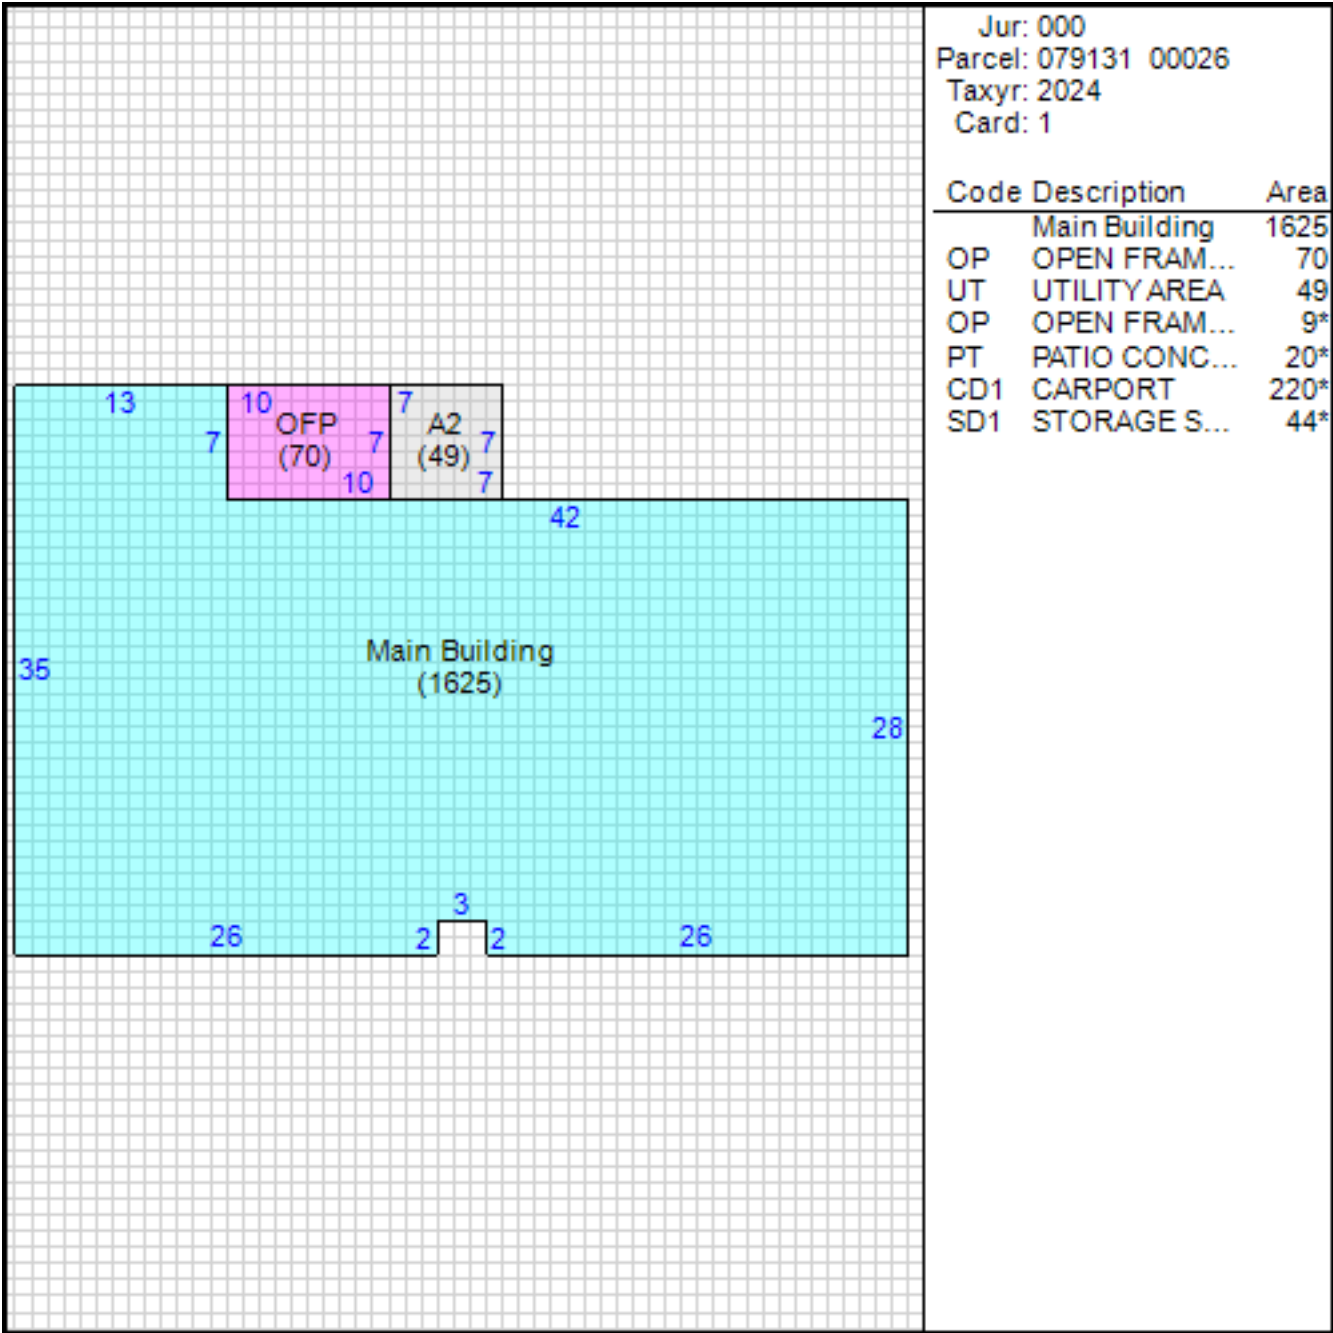 Jur: 000
Parcel: 079131 00026
Taxyr: 2024
Card: 1
Code Description Area
Main Building 1625
OP OPEN FRAM... 70
UT UTILITY AREA 49
OP OPEN FRAM... 9*
PT PATIO CONC... 20*
CD1 CARPORT 220*
SD1 STORAGE S... 44*
13
10
7
OFP
(70)
7
7
10
A2
(49)
7
7
42
Main Building
(1625)
35
28
3
26
2
2
26